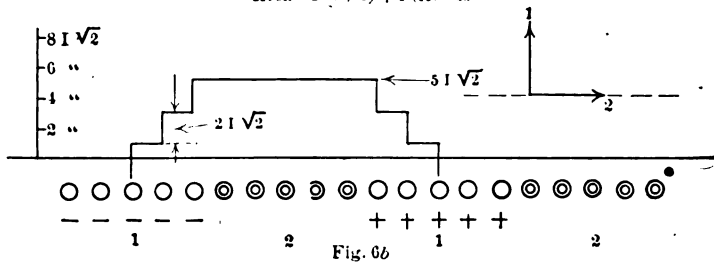 8 I √2
6 "
4 "
2 "
5 I √2
2 I √2
1
2
− − − − − + + + + +
1 2 1 2
Fig. 6b